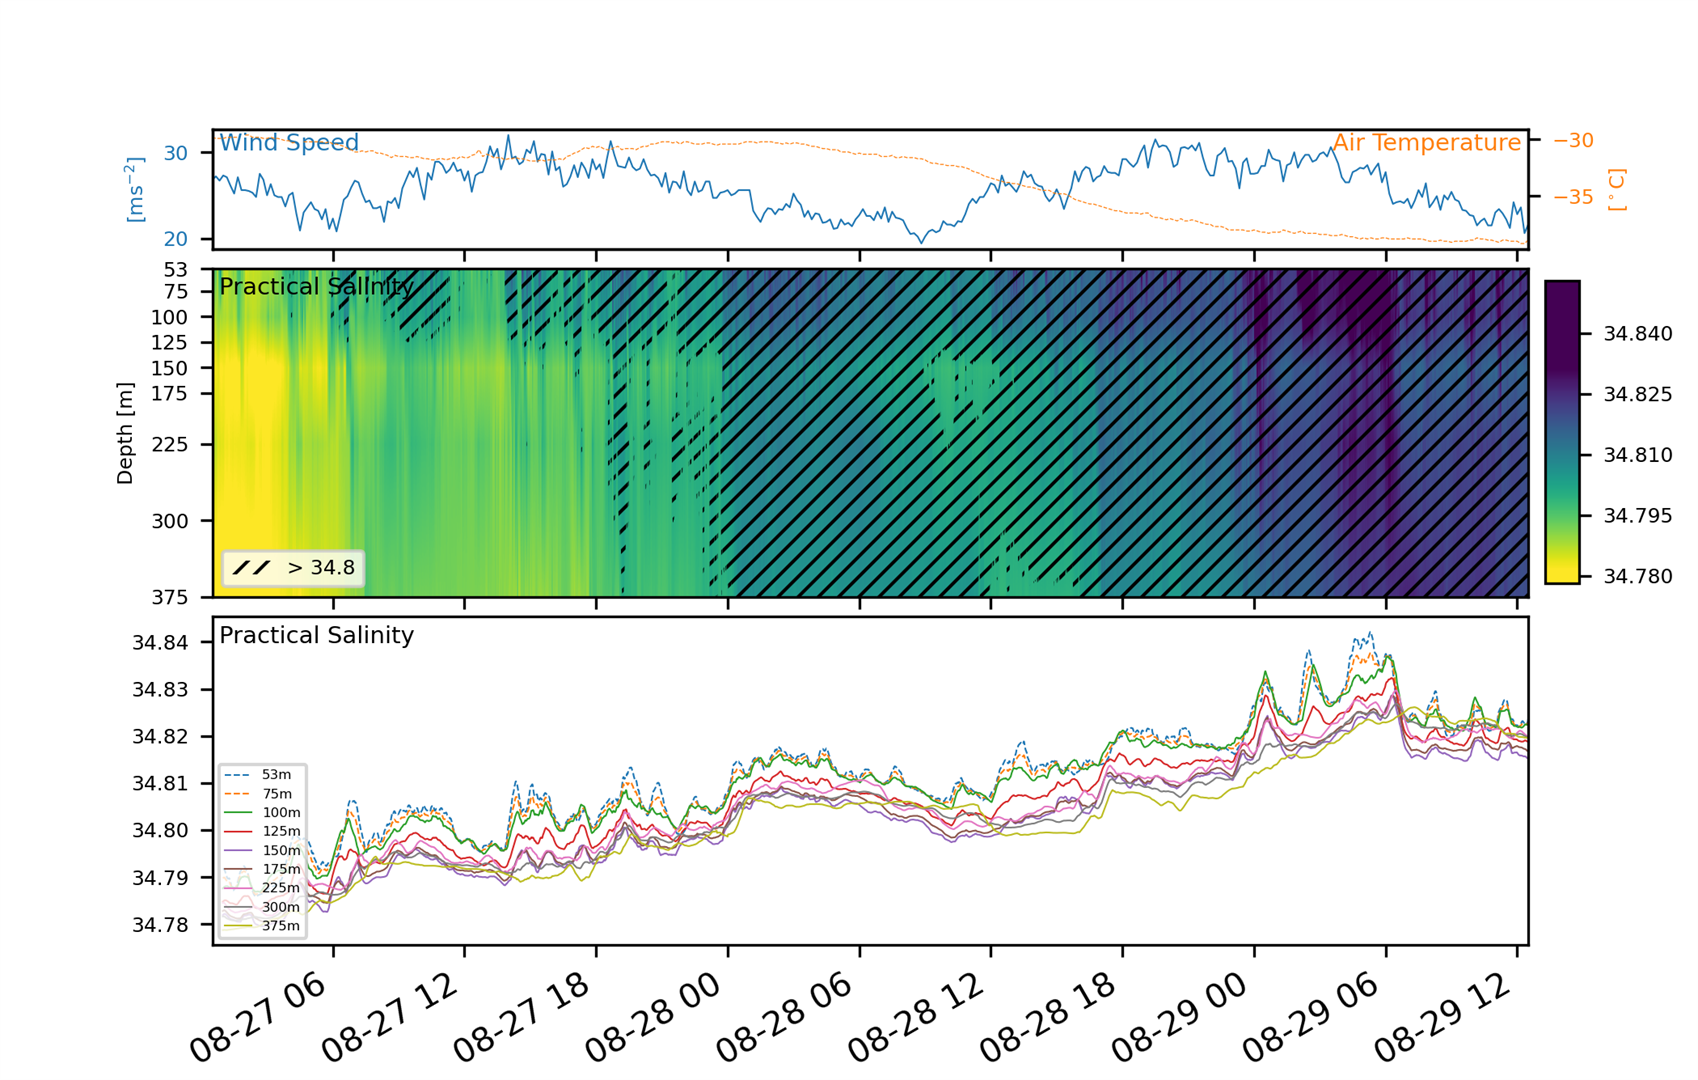 Wind Speed
Air Temperature
30
20
[ms⁻²]
−30
−35
[°C]
Practical Salinity
53
75
100
125
150
175
225
300
375
Depth [m]
> 34.8
34.840
34.825
34.810
34.795
34.780
Practical Salinity
34.84
34.83
34.82
34.81
34.80
34.79
34.78
53m
75m
100m
125m
150m
175m
225m
300m
375m
08-27 06
08-27 12
08-27 18
08-28 00
08-28 06
08-28 12
08-28 18
08-29 00
08-29 06
08-29 12